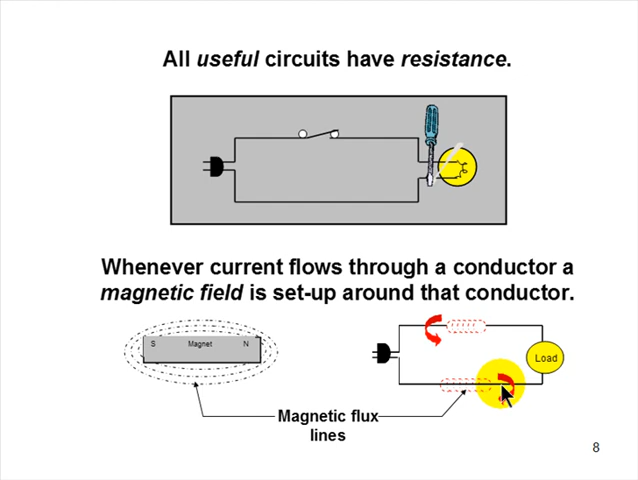 All useful circuits have resistance.
Whenever current flows through a conductor a
magnetic field is set-up around that conductor.
S Magnet N
Load
Magnetic flux
lines
8